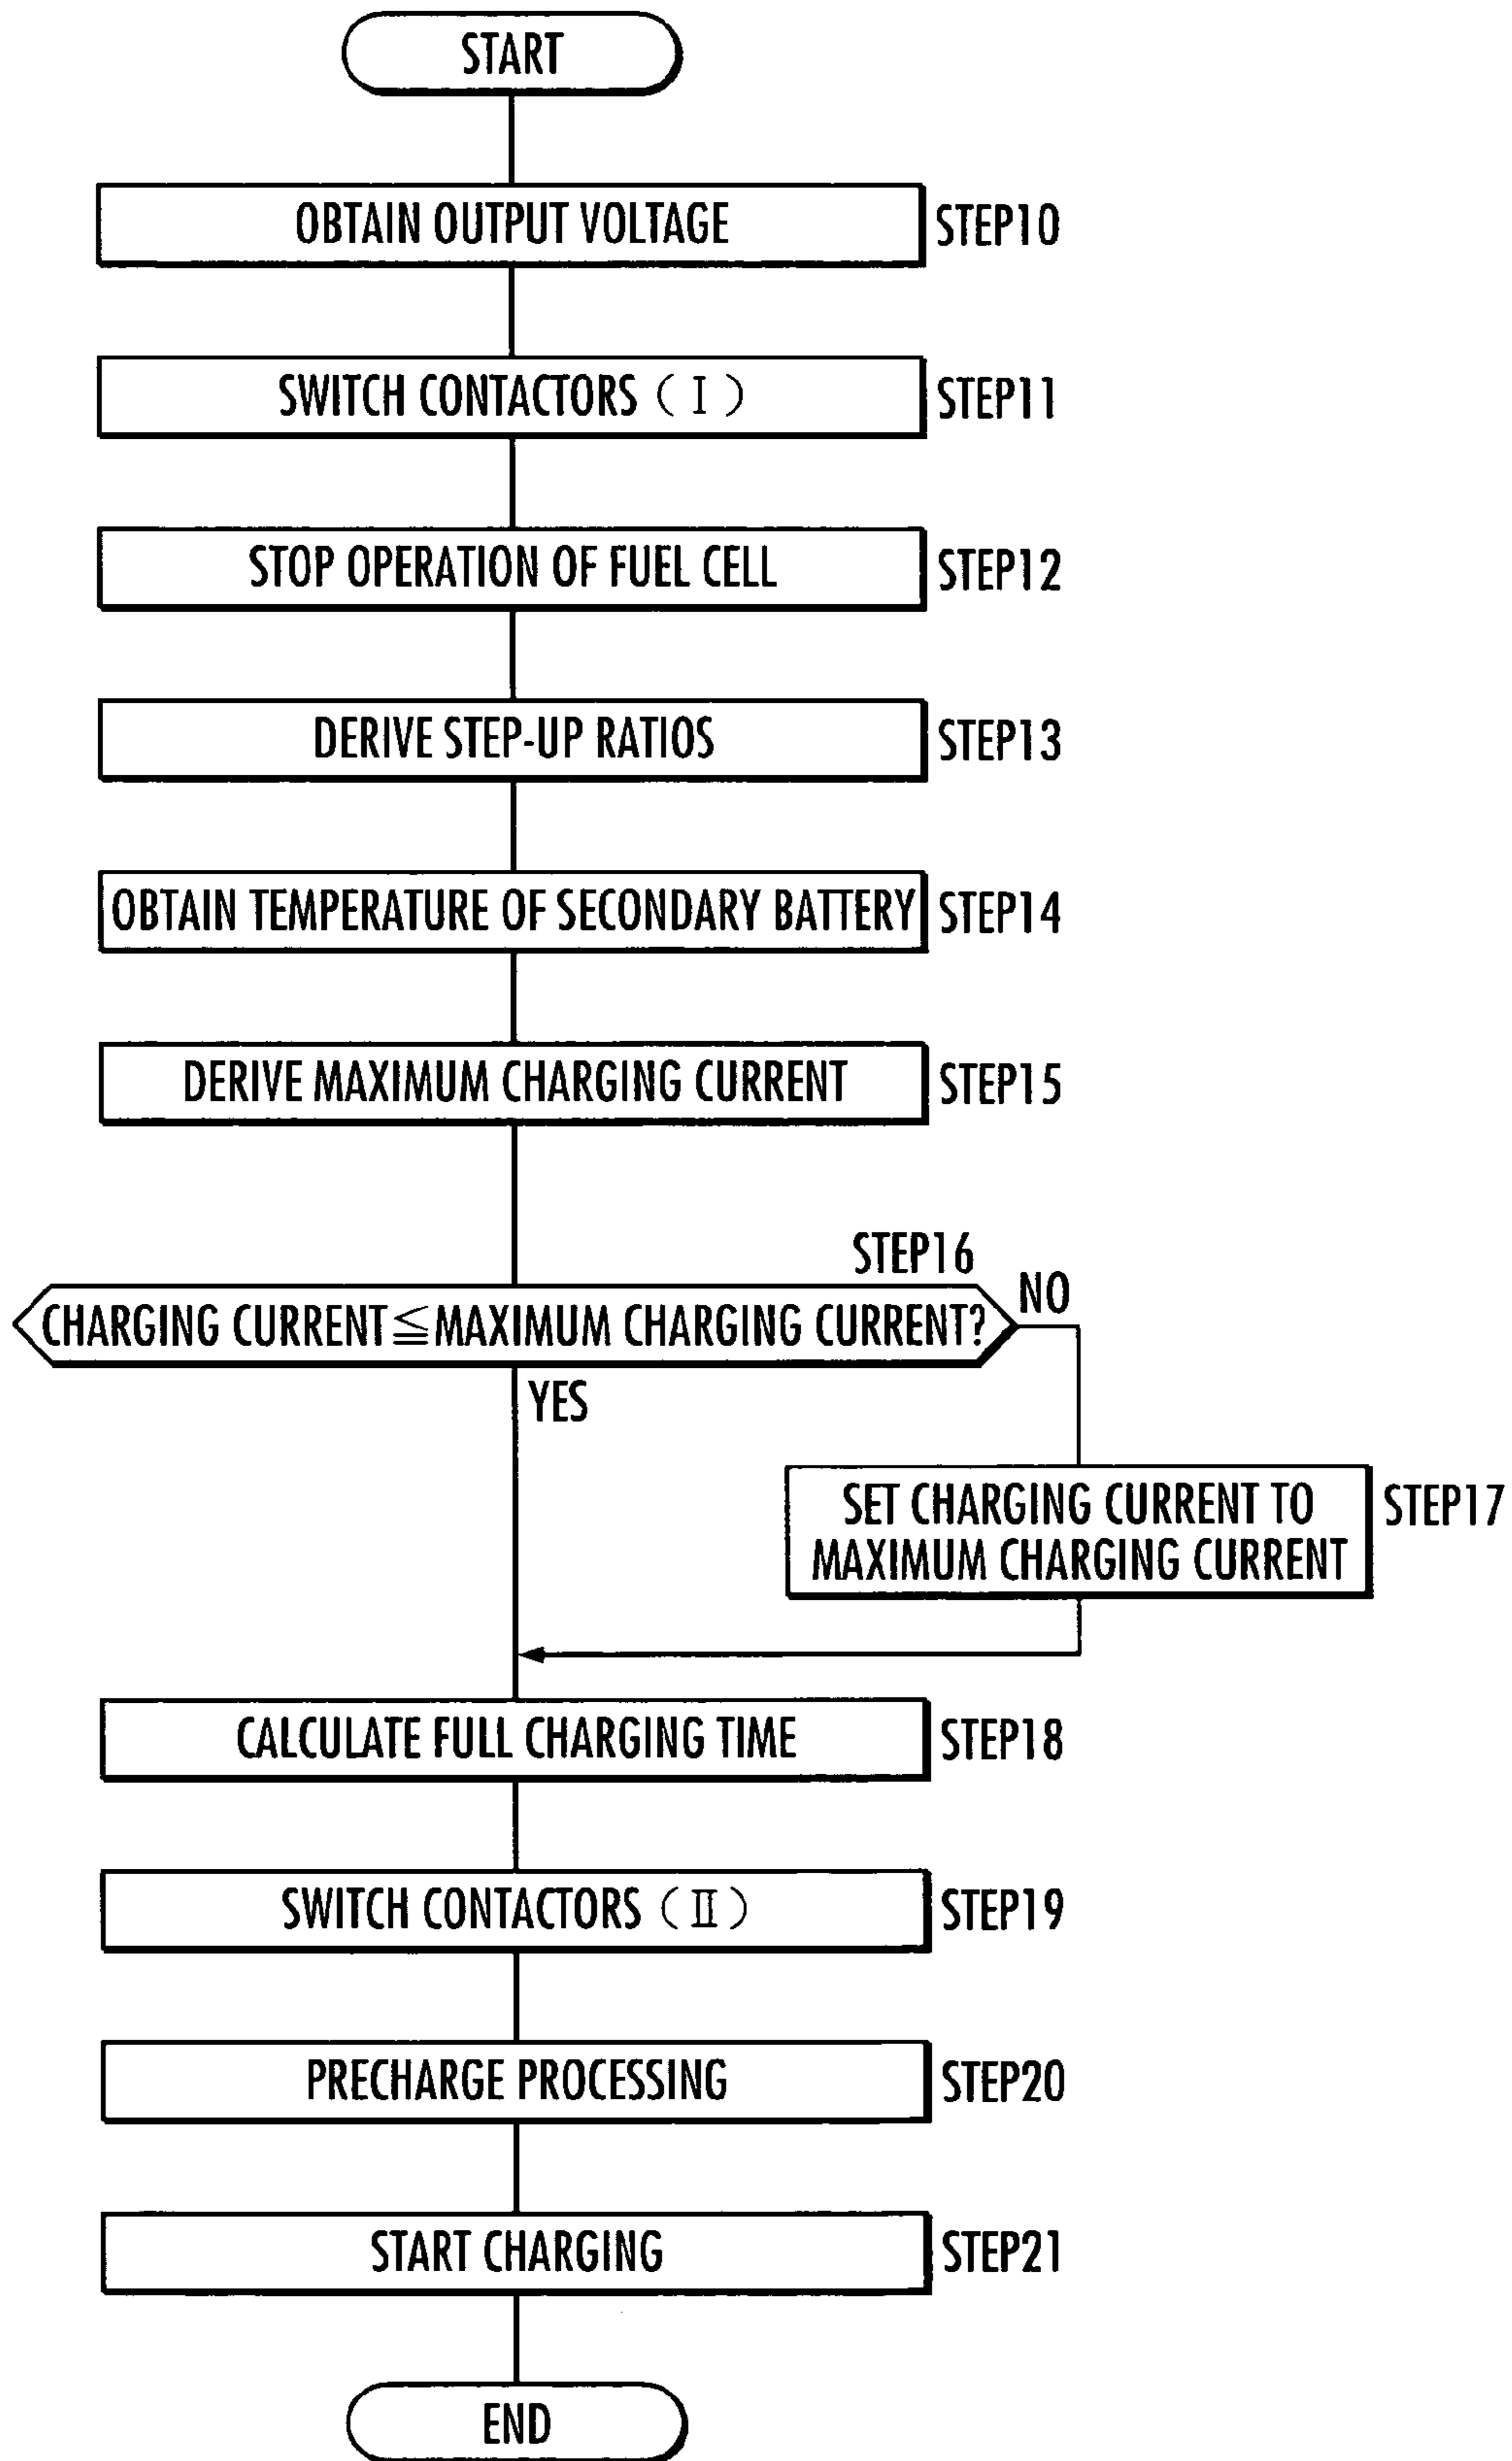 START
OBTAIN OUTPUT VOLTAGE STEP10
SWITCH CONTACTORS (I) STEP11
STOP OPERATION OF FUEL CELL STEP12
DERIVE STEP-UP RATIOS STEP13
OBTAIN TEMPERATURE OF SECONDARY BATTERY STEP14
DERIVE MAXIMUM CHARGING CURRENT STEP15
STEP16
CHARGING CURRENT≦MAXIMUM CHARGING CURRENT? NO
YES
SET CHARGING CURRENT TO STEP17
MAXIMUM CHARGING CURRENT
CALCULATE FULL CHARGING TIME STEP18
SWITCH CONTACTORS (II) STEP19
PRECHARGE PROCESSING STEP20
START CHARGING STEP21
END